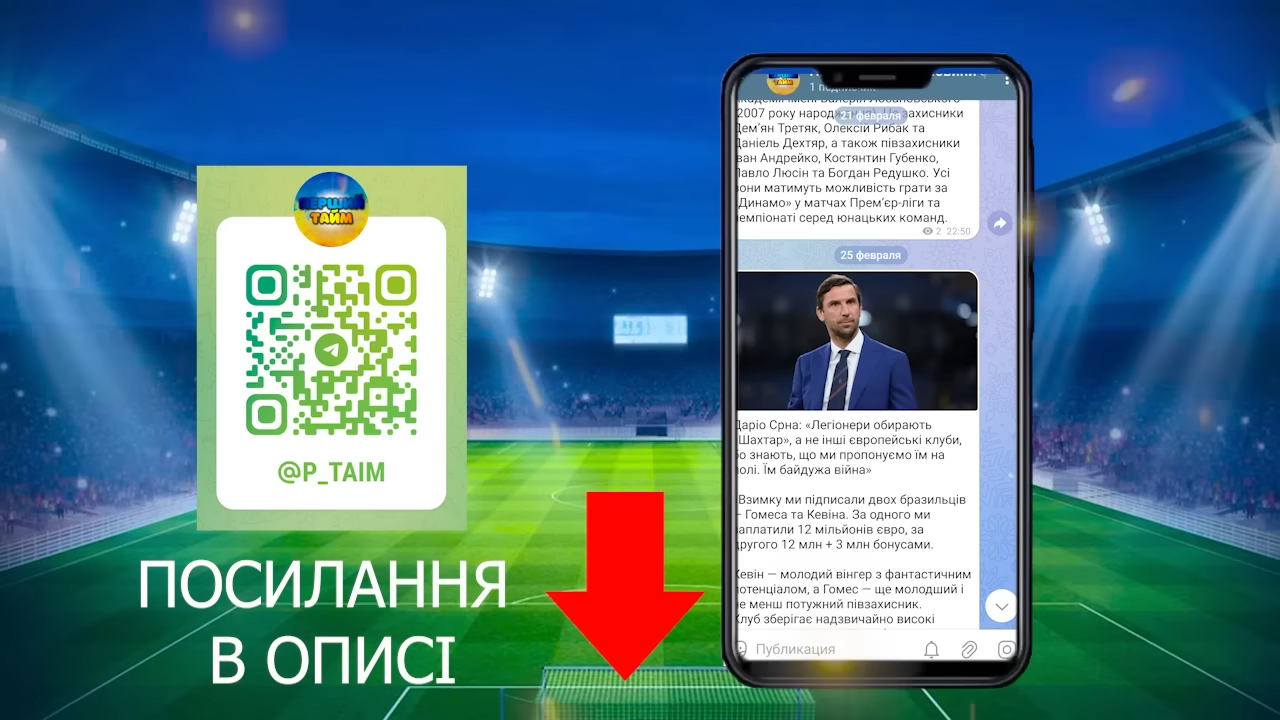 ПЕРШИЙ
ТАЙМ
@P_TAIM
ПОСИЛАННЯ
В ОПИСІ
21 февраля
2007 року
захисники
Дем'ян Третяк, Олексій Рибак та
Даніель Дехтяр, а також півзахисники
Іван Андрейко, Костянтин Губенко,
Павло Люсін та Богдан Редушко. Усі
вони матимуть можливість грати за
«Динамо» у матчах Прем'єр-ліги та
чемпіонаті серед юнацьких команд.
2 22:50
25 февраля
Даріо Срна: «Легіонери обирають
«Шахтар», а не інші європейські клуби,
бо знають, що ми пропонуємо їм на
полі. Їм байдужа війна»
Взимку ми підписали двох бразильців
– Гомеса та Кевіна. За одного ми
заплатили 12 мільйонів євро, за
другого 12 млн + 3 млн бонусами.
Кевін — молодий вінгер з фантастичним
потенціалом, а Гомес — ще молодший і
не менш потужний півзахисник.
Клуб зберігає надзвичайно високі
Публикация